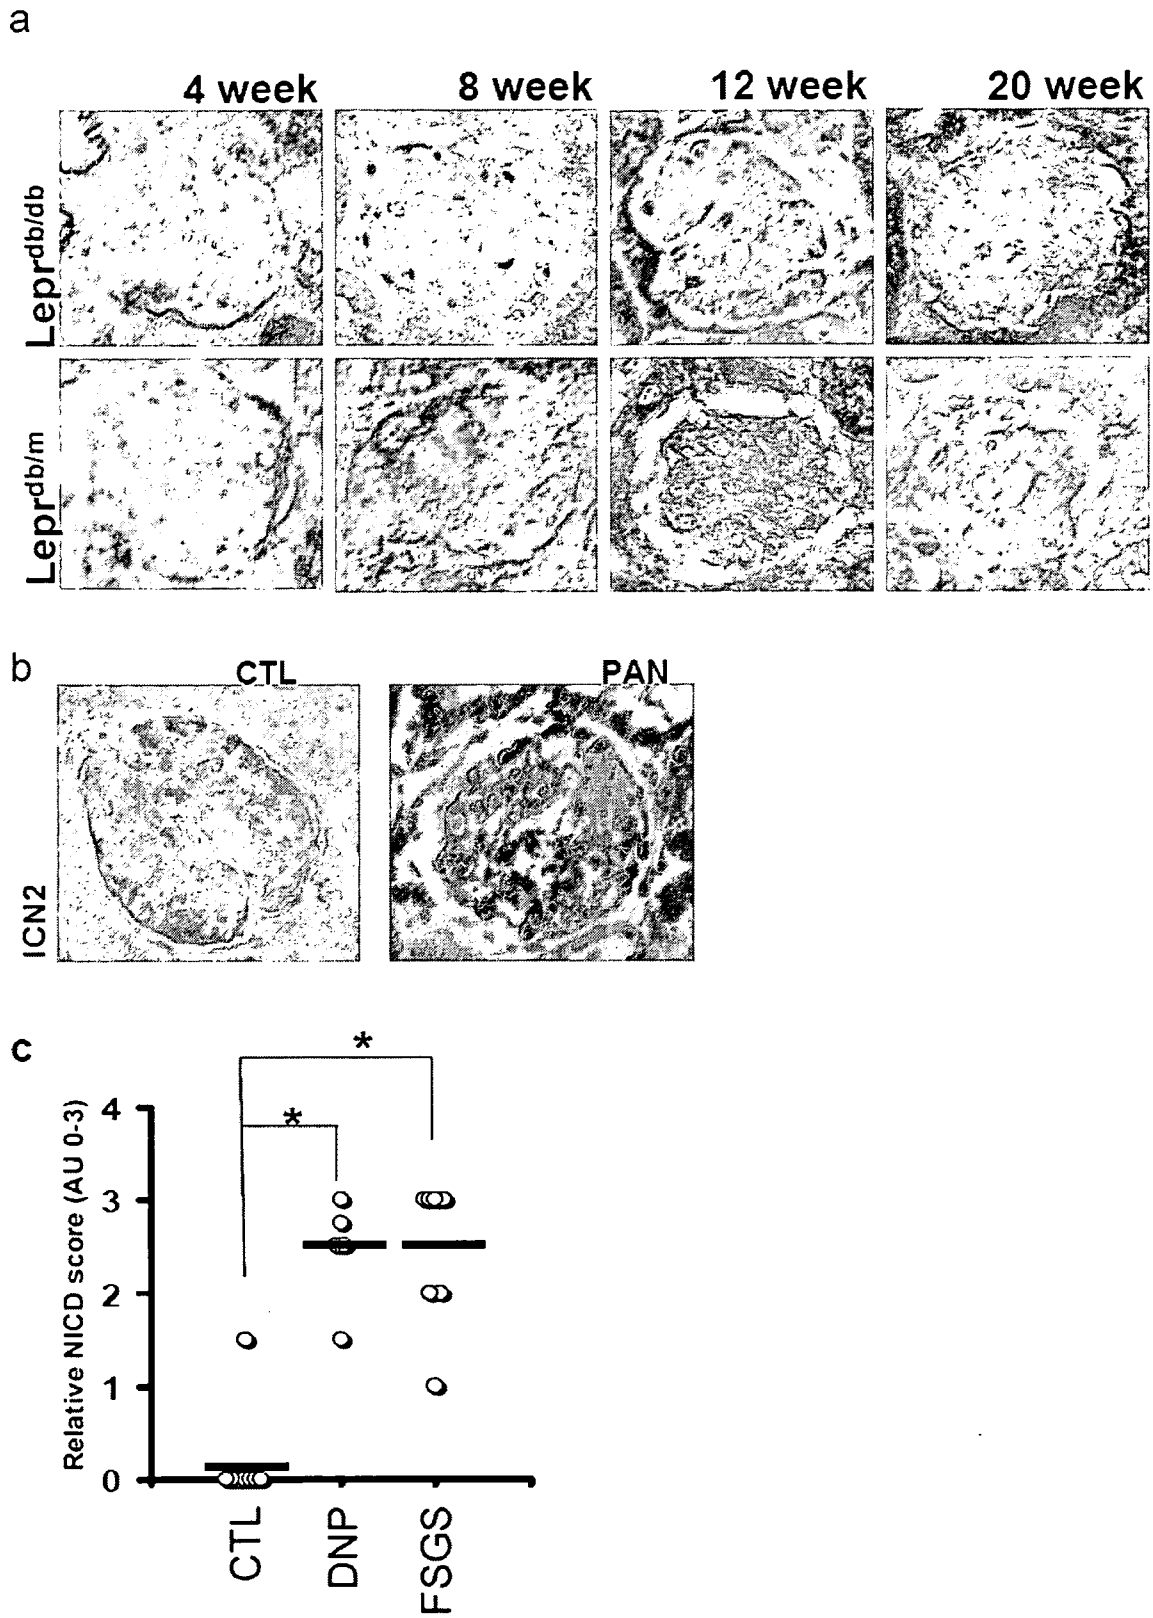 a
4 week 8 week 12 week 20 week
Lepr db/db
Lepr db/m
b
CTL PAN
ICN2
c
*
*
Relative NICD score (AU 0-3)
4
3
2
1
0
CTL DNP FSGS